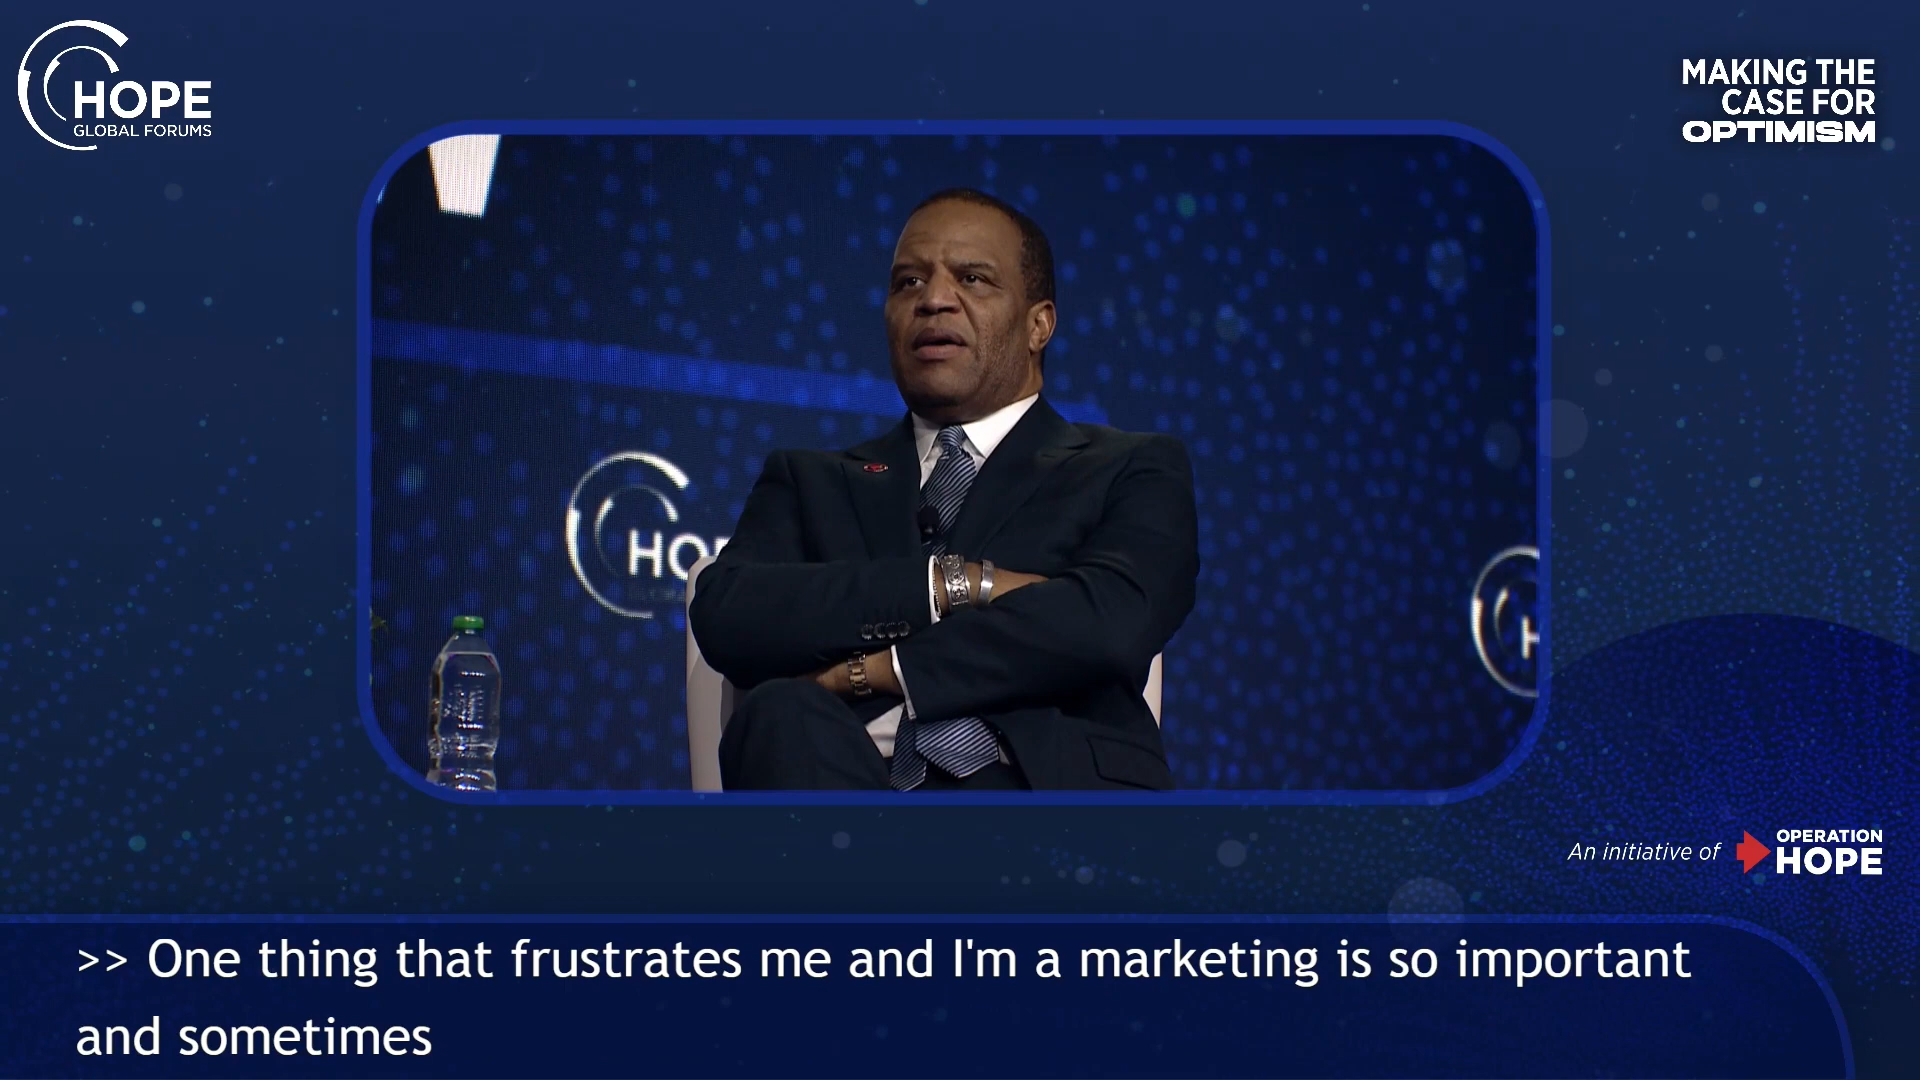 HOPE
GLOBAL FORUMS
MAKING THE
CASE FOR
OPTIMISM
HO
H
An initiative of
OPERATION
HOPE
>> One thing that frustrates me and I'm a marketing is so important
and sometimes